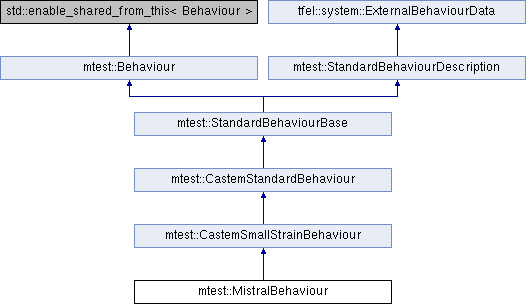 std::enable_shared_from_this< Behaviour >
tfel::system::ExternalBehaviourData
mtest::Behaviour
mtest::StandardBehaviourDescription
mtest::StandardBehaviourBase
mtest::CastemStandardBehaviour
mtest::CastemSmallStrainBehaviour
mtest::MistralBehaviour